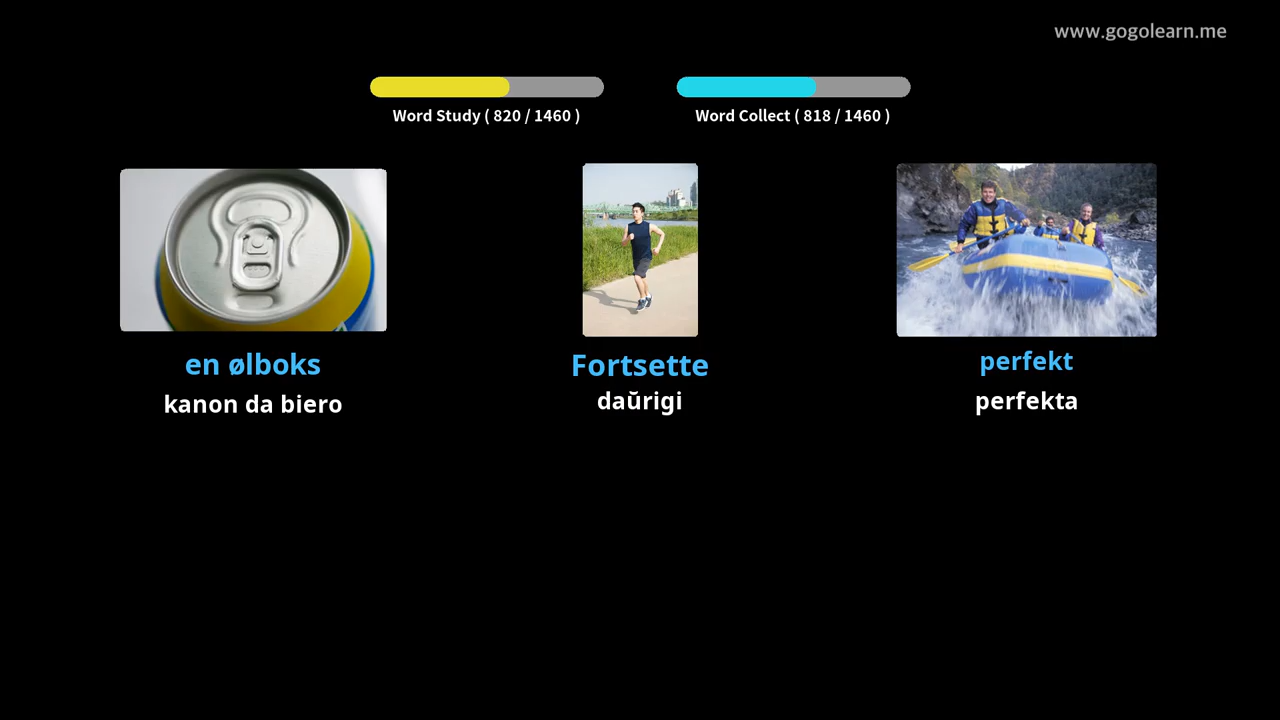 www.gogolearn.me
Word Study ( 820 / 1460 )
Word Collect ( 818 / 1460 )
en ølboks
kanon da biero
Fortsette
daŭrigi
perfekt
perfekta